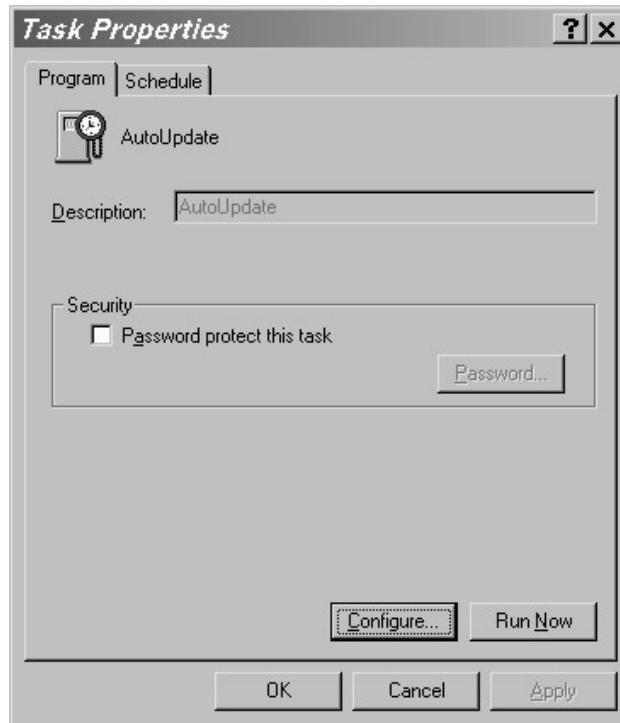 Task Properties
Program Schedule
AutoUpdate
Description: AutoUpdate
Security
Password protect this task
Password...
Configure... Run Now
OK Cancel Apply